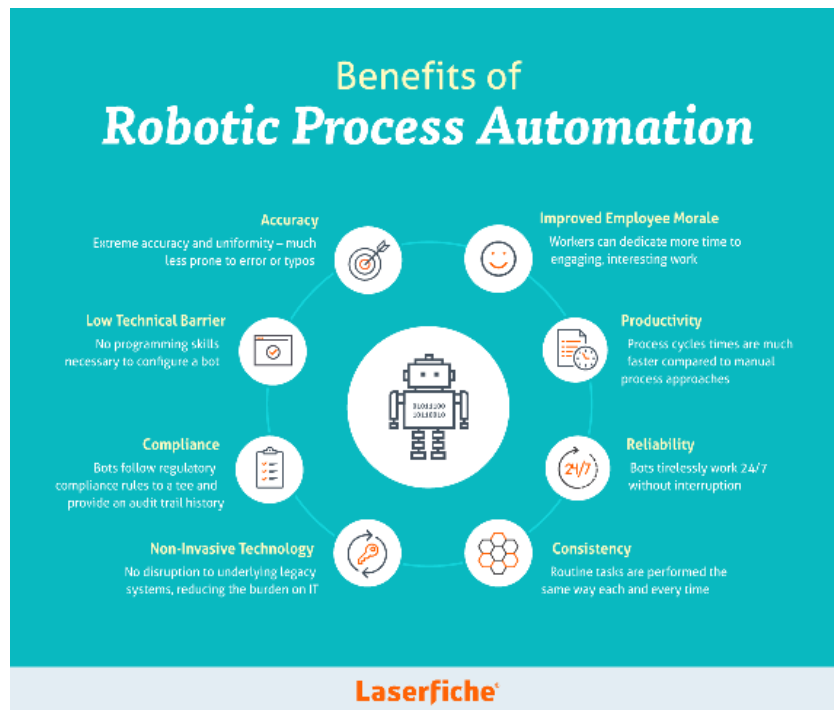 Benefits of
Robotic Process Automation
Accuracy
Extreme accuracy and uniformity – much
less prone to error or typos
Improved Employee Morale
Workers can dedicate more time to
engaging, interesting work
Low Technical Barrier
No programming skills
necessary to configure a bot
Productivity
Process cycles times are much
faster compared to manual
process approaches
01011100
10110010
Compliance
Bots follow regulatory
compliance rules to a tee and
provide an audit trail history
24/7
Reliability
Bots tirelessly work 24/7
without interruption
Non-Invasive Technology
No disruption to underlying legacy
systems, reducing the burden on IT
Consistency
Routine tasks are performed the
same way each and every time
Laserfiche